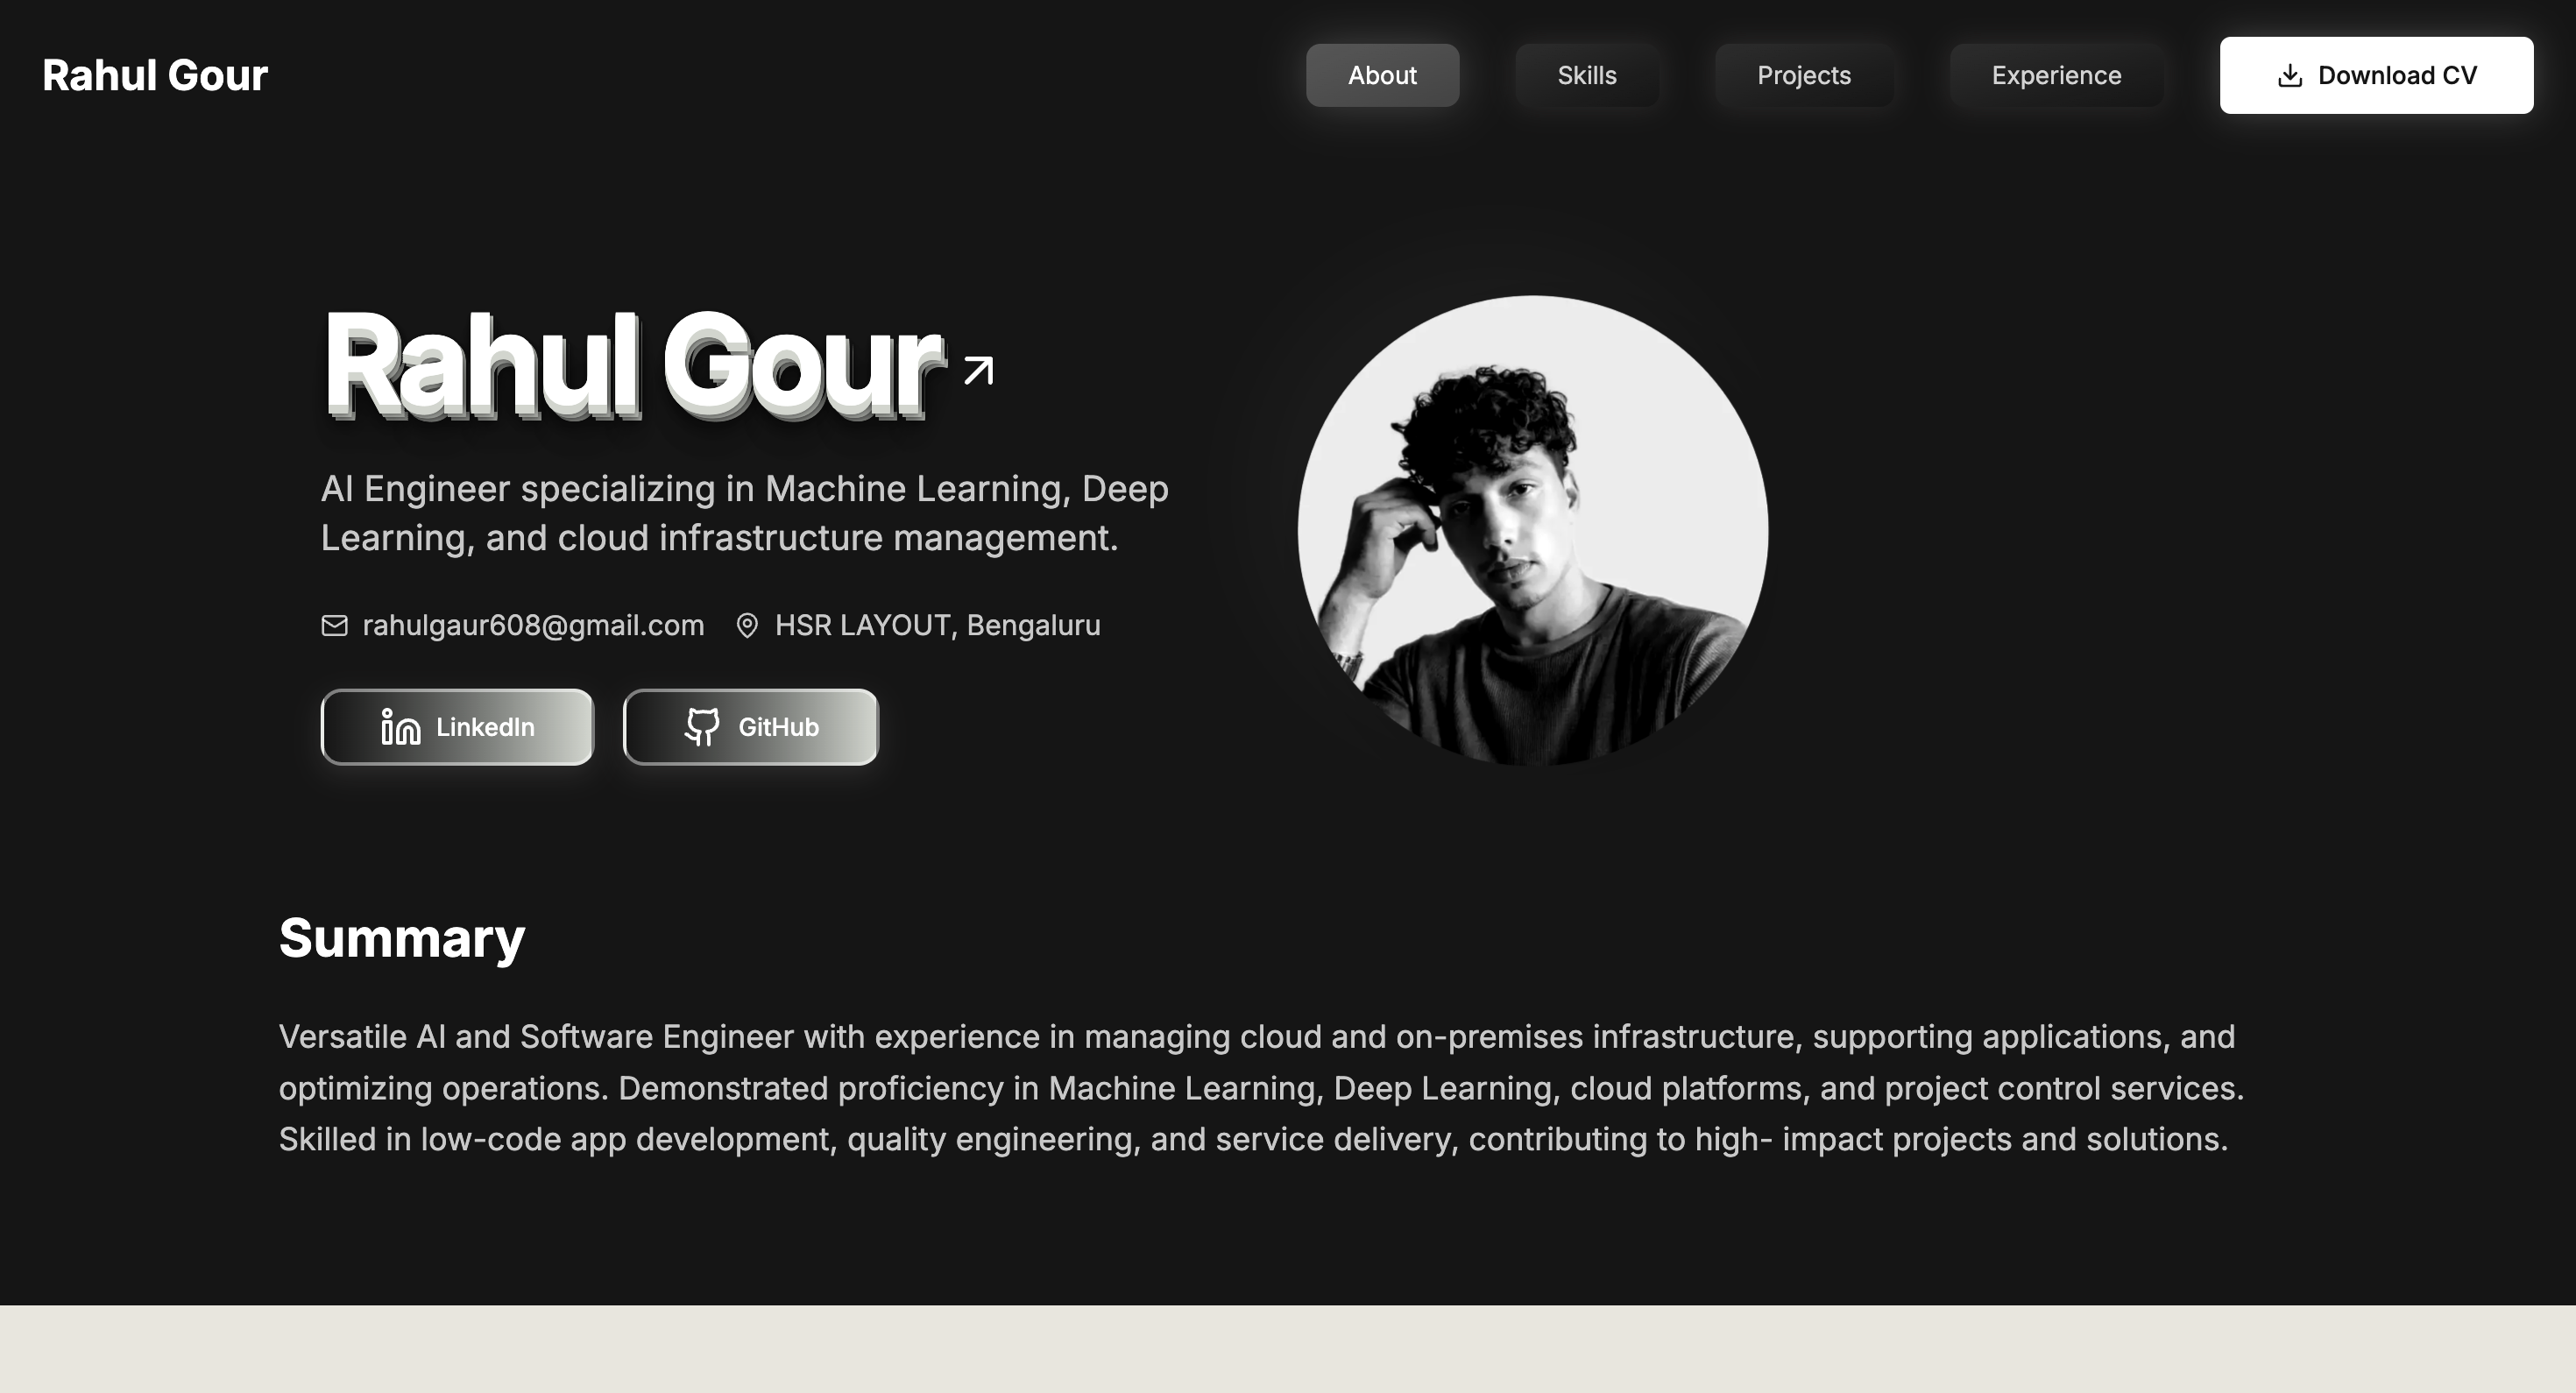 Rahul Gour
About
Skills
Projects
Experience
Download CV
Rahul Gour
AI Engineer specializing in Machine Learning, Deep
Learning, and cloud infrastructure management.
rahulgaur608@gmail.com
HSR LAYOUT, Bengaluru
LinkedIn
GitHub
Summary
Versatile AI and Software Engineer with experience in managing cloud and on-premises infrastructure, supporting applications, and
optimizing operations. Demonstrated proficiency in Machine Learning, Deep Learning, cloud platforms, and project control services.
Skilled in low-code app development, quality engineering, and service delivery, contributing to high- impact projects and solutions.